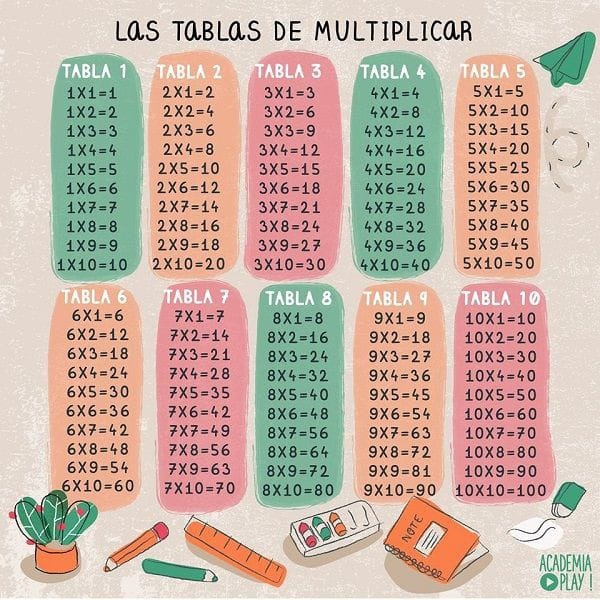 LAS TABLAS DE MULTIPLICAR
TABLA 1
1X1=1
1X2=2
1X3=3
1X4=4
1X5=5
1X6=6
1X7=7
1X8=8
1X9=9
1X10=10
TABLA 2
2X1=2
2X2=4
2X3=6
2X4=8
2X5=10
2X6=12
2X7=14
2X8=16
2X9=18
2X10=20
TABLA 3
3X1=3
3X2=6
3X3=9
3X4=12
3X5=15
3X6=18
3X7=21
3X8=24
3X9=27
3X10=30
TABLA 4
4X1=4
4X2=8
4X3=12
4X4=16
4X5=20
4X6=24
4X7=28
4X8=32
4X9=36
4X10=40
TABLA 5
5X1=5
5X2=10
5X3=15
5X4=20
5X5=25
5X6=30
5X7=35
5X8=40
5X9=45
5X10=50
TABLA 6
6X1=6
6X2=12
6X3=18
6X4=24
6X5=30
6X6=36
6X7=42
6X8=48
6X9=54
6X10=60
TABLA 7
7X1=7
7X2=14
7X3=21
7X4=28
7X5=35
7X6=42
7X7=49
7X8=56
7X9=63
7X10=70
TABLA 8
8X1=8
8X2=16
8X3=24
8X4=32
8X5=40
8X6=48
8X7=56
8X8=64
8X9=72
8X10=80
TABLA 9
9X1=9
9X2=18
9X3=27
9X4=36
9X5=45
9X6=54
9X7=63
9X8=72
9X9=81
9X10=90
TABLA 10
10X1=10
10X2=20
10X3=30
10X4=40
10X5=50
10X6=60
10X7=70
10X8=80
10X9=90
10X10=100
NOTE
ACADEMIA
PLAY!